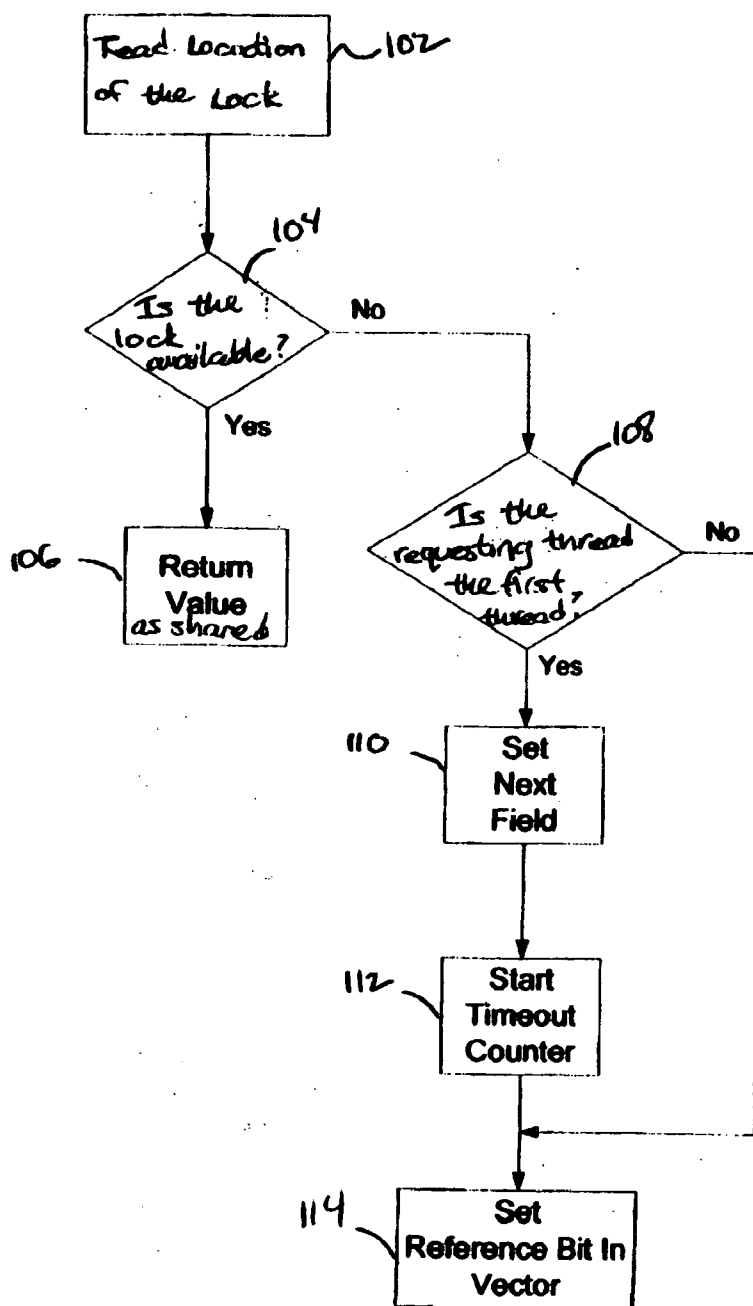 Read Location
of the Lock
102
104
Is the
lock
available?
No
Yes
108
Is the
requesting thread
the first
thread?
No
Yes
106
Return
Value
as shared
110
Set
Next
Field
112
Start
Timeout
Counter
114
Set
Reference Bit In
Vector